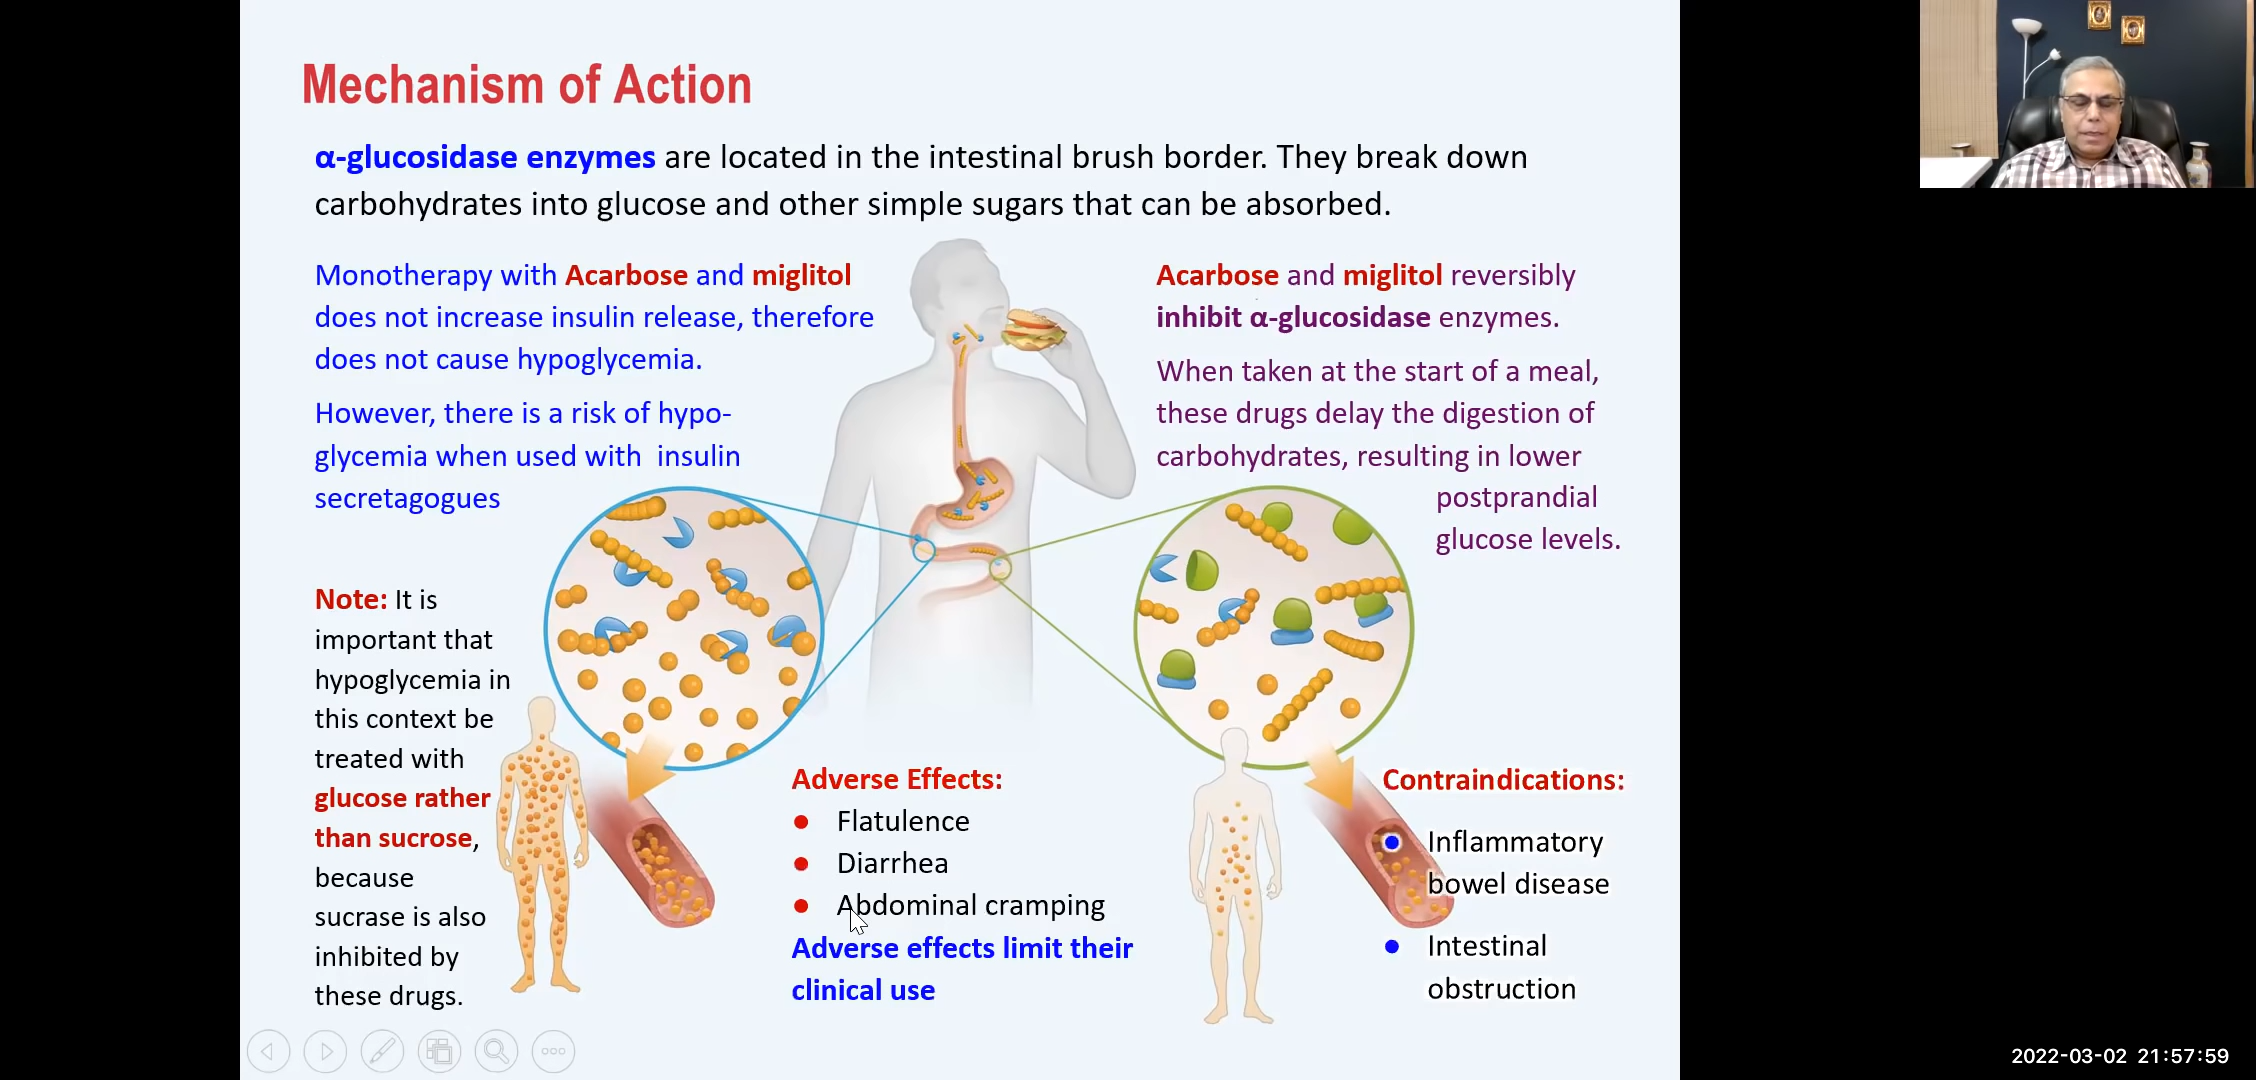 Mechanism of Action
α-glucosidase enzymes are located in the intestinal brush border. They break down
carbohydrates into glucose and other simple sugars that can be absorbed.
Monotherapy with Acarbose and miglitol
does not increase insulin release, therefore
does not cause hypoglycemia.
However, there is a risk of hypo-
glycemia when used with insulin
secretagogues
Acarbose and miglitol reversibly
inhibit α-glucosidase enzymes.
When taken at the start of a meal,
these drugs delay the digestion of
carbohydrates, resulting in lower
postprandial
glucose levels.
Note: It is
important that
hypoglycemia in
this context be
treated with
glucose rather
than sucrose,
because
sucrase is also
inhibited by
these drugs.
Adverse Effects:
● Flatulence
● Diarrhea
● Abdominal cramping
Adverse effects limit their
clinical use
Contraindications:
● Inflammatory
bowel disease
● Intestinal
obstruction
2022-03-02 21:57:59